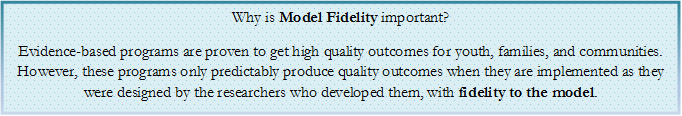 Why is Model Fidelity important?
Evidence-based programs are proven to get high quality outcomes for youth, families, and communities.
However, these programs only predictably produce quality outcomes when they are implemented as they
were designed by the researchers who developed them, with fidelity to the model.